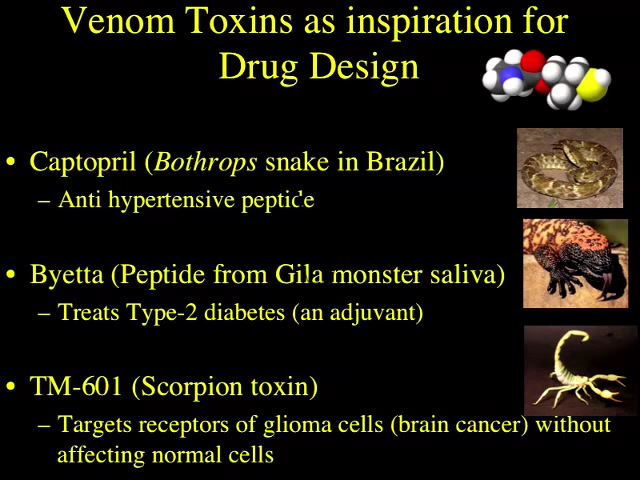 Venom Toxins as inspiration for
Drug Design
• Captopril (Bothrops snake in Brazil)
– Anti hypertensive peptide
• Byetta (Peptide from Gila monster saliva)
– Treats Type-2 diabetes (an adjuvant)
• TM-601 (Scorpion toxin)
– Targets receptors of glioma cells (brain cancer) without
affecting normal cells